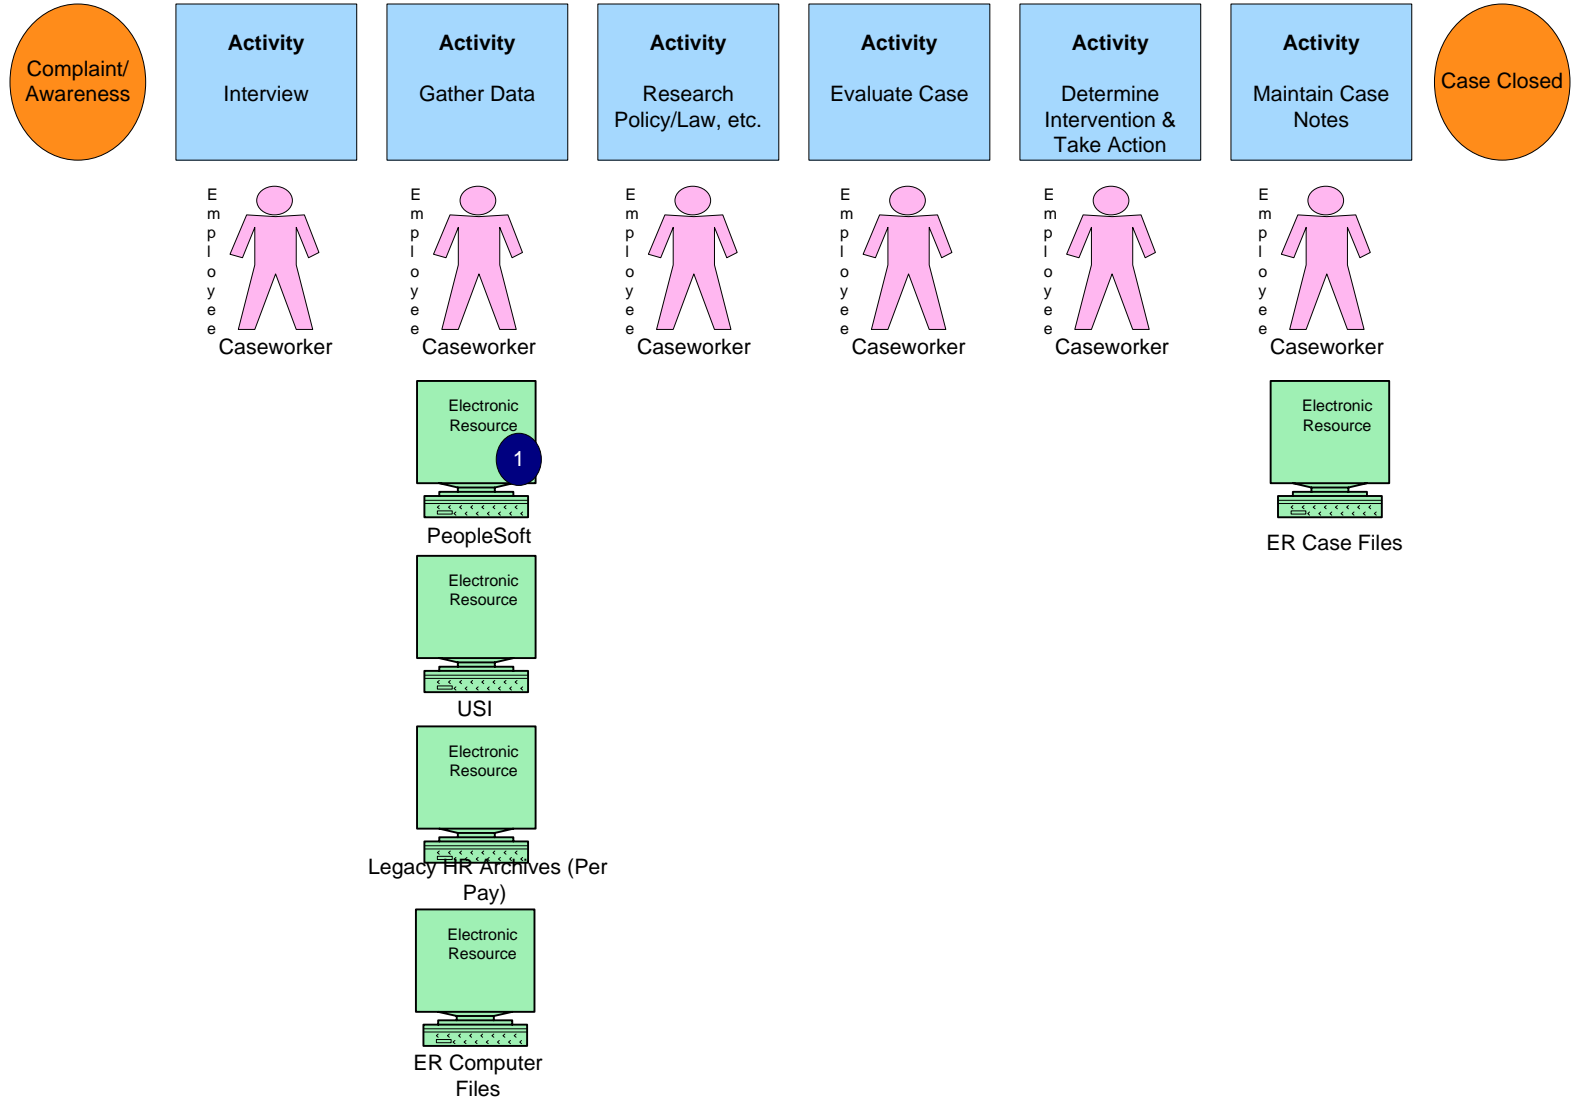 Complaint/
Awareness
Activity
Interview
Activity
Gather Data
Activity
Research
Policy/Law, etc.
Activity
Evaluate Case
Activity
Determine
Intervention &
Take Action
Activity
Maintain Case
Notes
Case Closed
Employee
Caseworker
Employee
Caseworker
Employee
Caseworker
Employee
Caseworker
Employee
Caseworker
Employee
Caseworker
Electronic
Resource
1
PeopleSoft
Electronic
Resource
ER Case Files
Electronic
Resource
USI
Electronic
Resource
Legacy HR Archives (Per
Pay)
Electronic
Resource
ER Computer
Files